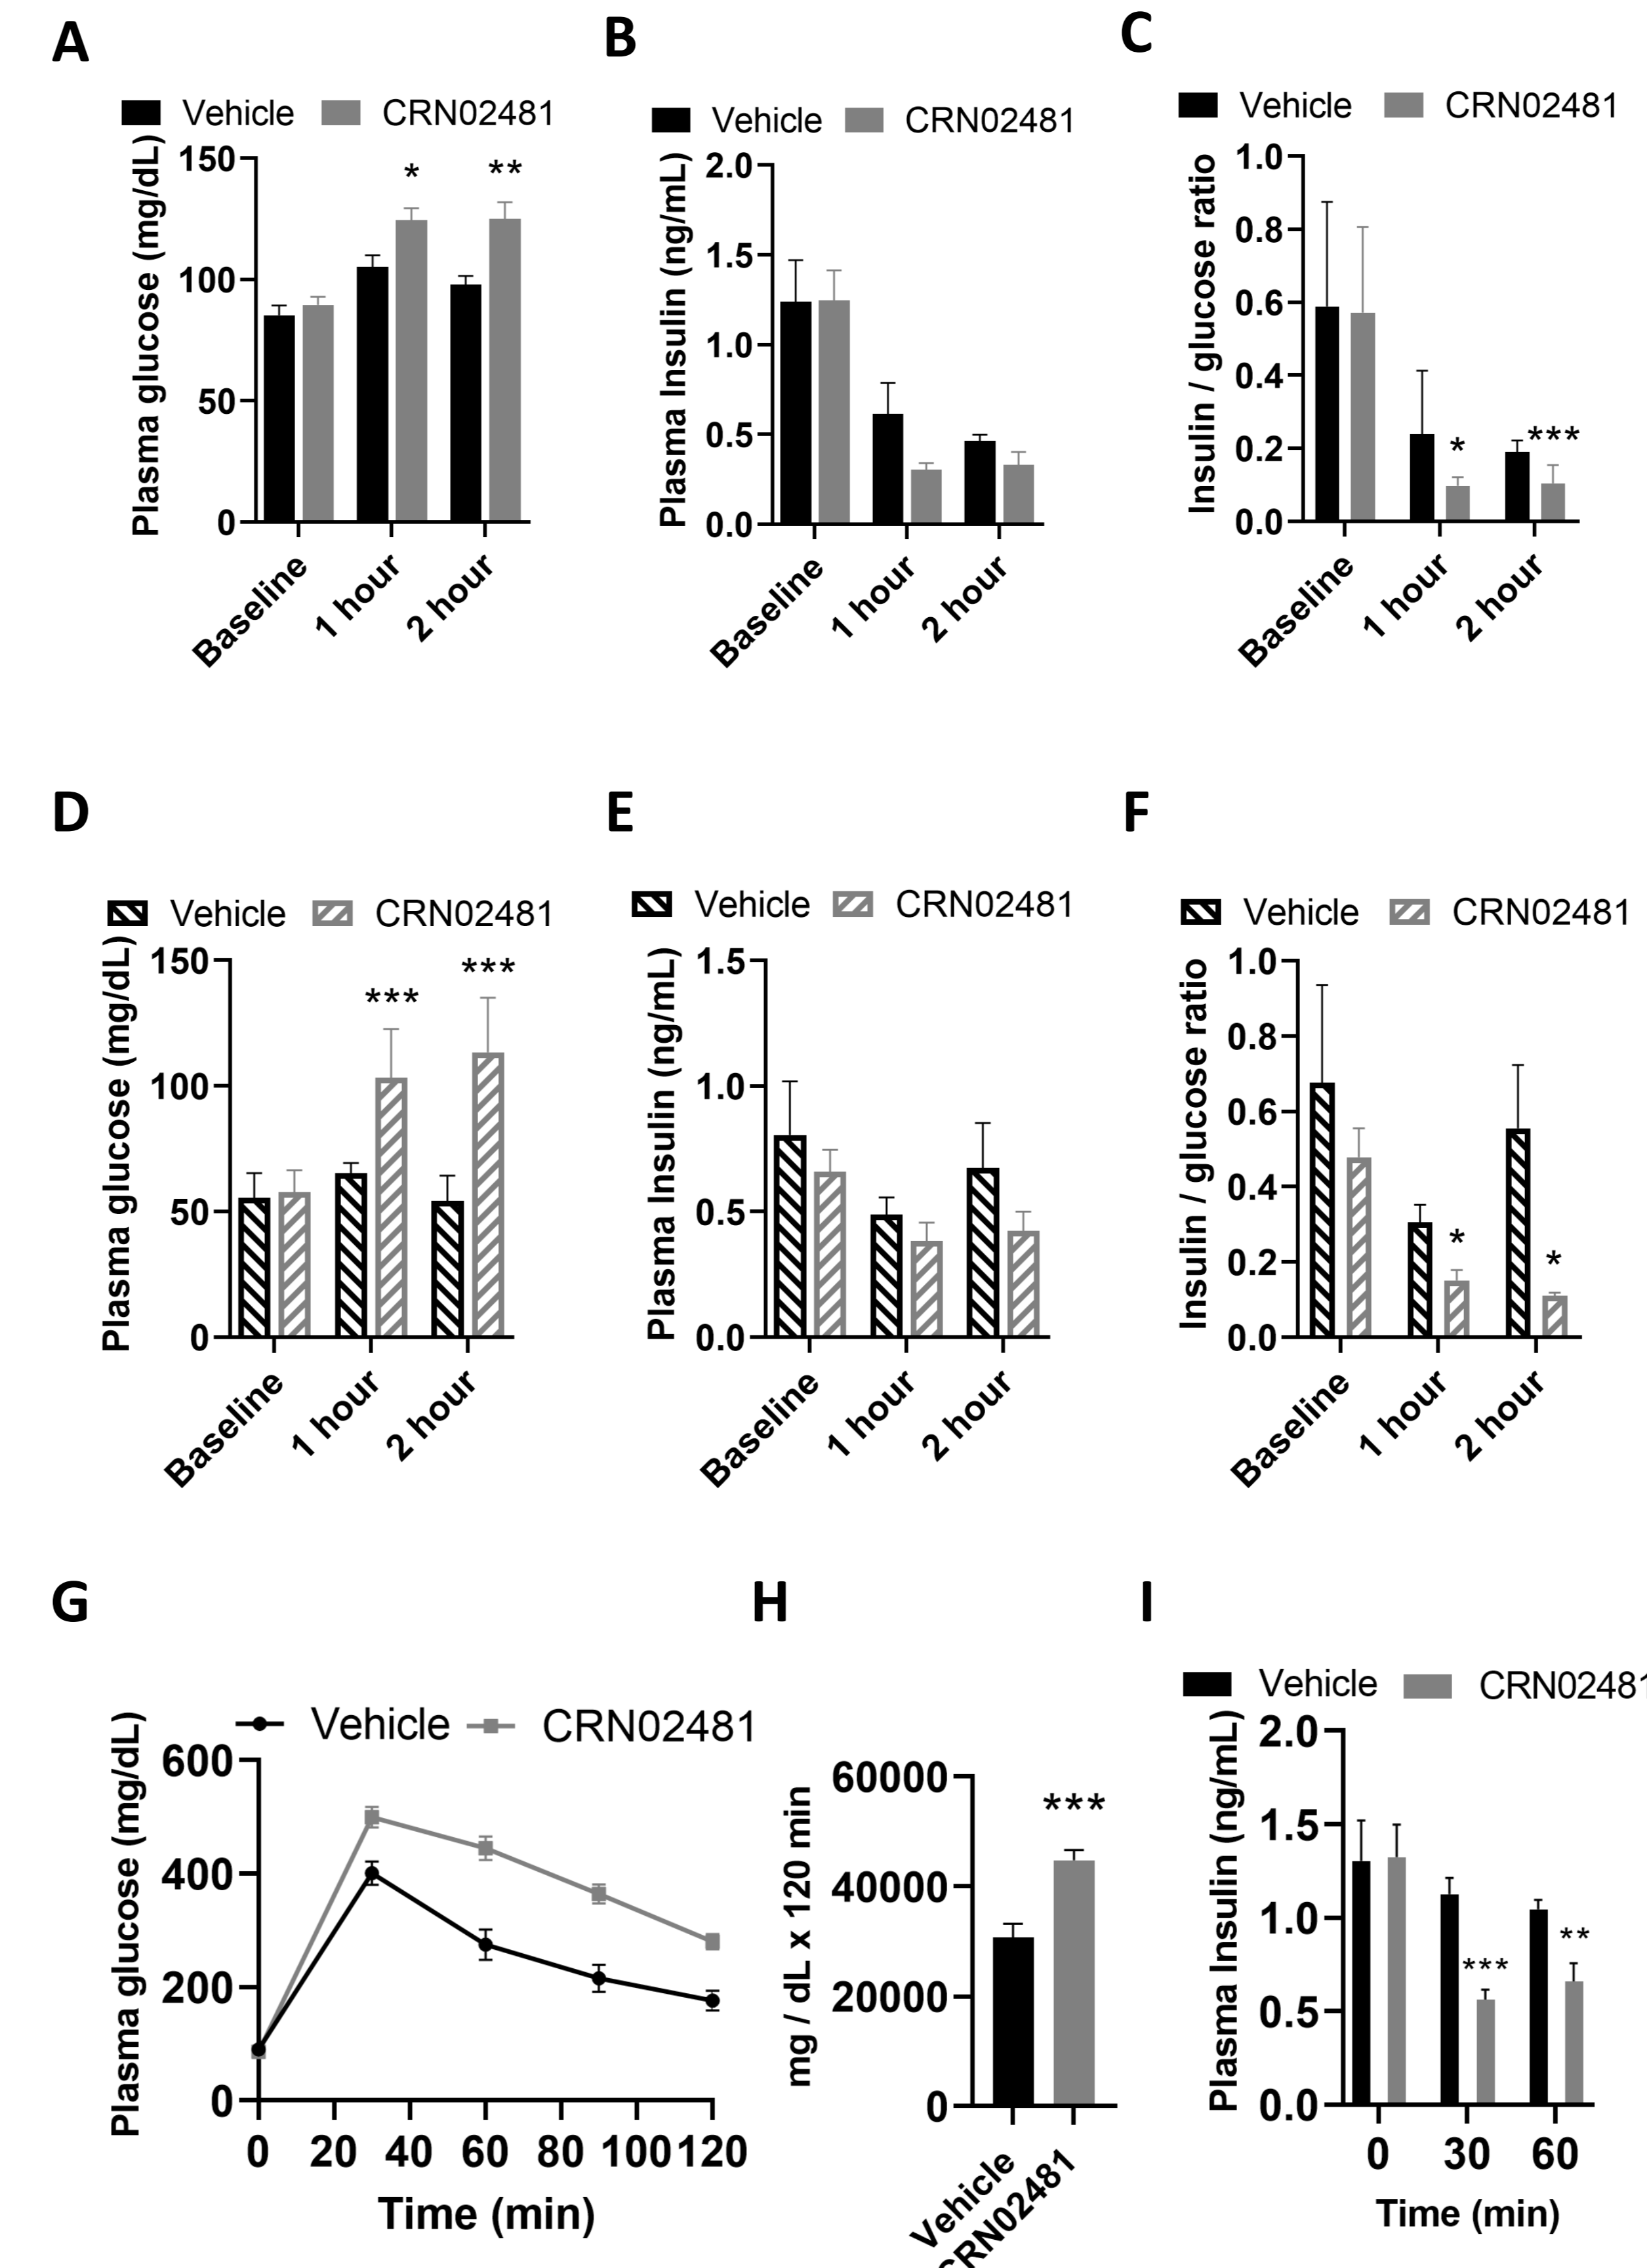 A
Vehicle CRN02481
Plasma glucose (mg/dL)
150
100
50
0
* **
Baseline
1 hour
2 hour
B
Vehicle CRN02481
Plasma Insulin (ng/mL)
2.0
1.5
1.0
0.5
0.0
Baseline
1 hour
2 hour
C
Vehicle CRN02481
Insulin / glucose ratio
1.0
0.8
0.6
0.4
0.2
0.0
* ***
Baseline
1 hour
2 hour
D
Vehicle CRN02481
Plasma glucose (mg/dL)
150
100
50
0
*** ***
Baseline
1 hour
2 hour
E
Vehicle CRN02481
Plasma Insulin (ng/mL)
1.5
1.0
0.5
0.0
Baseline
1 hour
2 hour
F
Vehicle CRN02481
Insulin / glucose ratio
1.0
0.8
0.6
0.4
0.2
0.0
* *
Baseline
1 hour
2 hour
G
Vehicle CRN02481
Plasma glucose (mg/dL)
600
400
200
0
0 20 40 60 80 100 120
Time (min)
H
mg / dL x 120 min
60000
40000
20000
0
***
Vehicle
CRN02481
I
Vehicle CRN02481
Plasma Insulin (ng/mL)
2.0
1.5
1.0
0.5
0.0
*** **
0 30 60
Time (min)